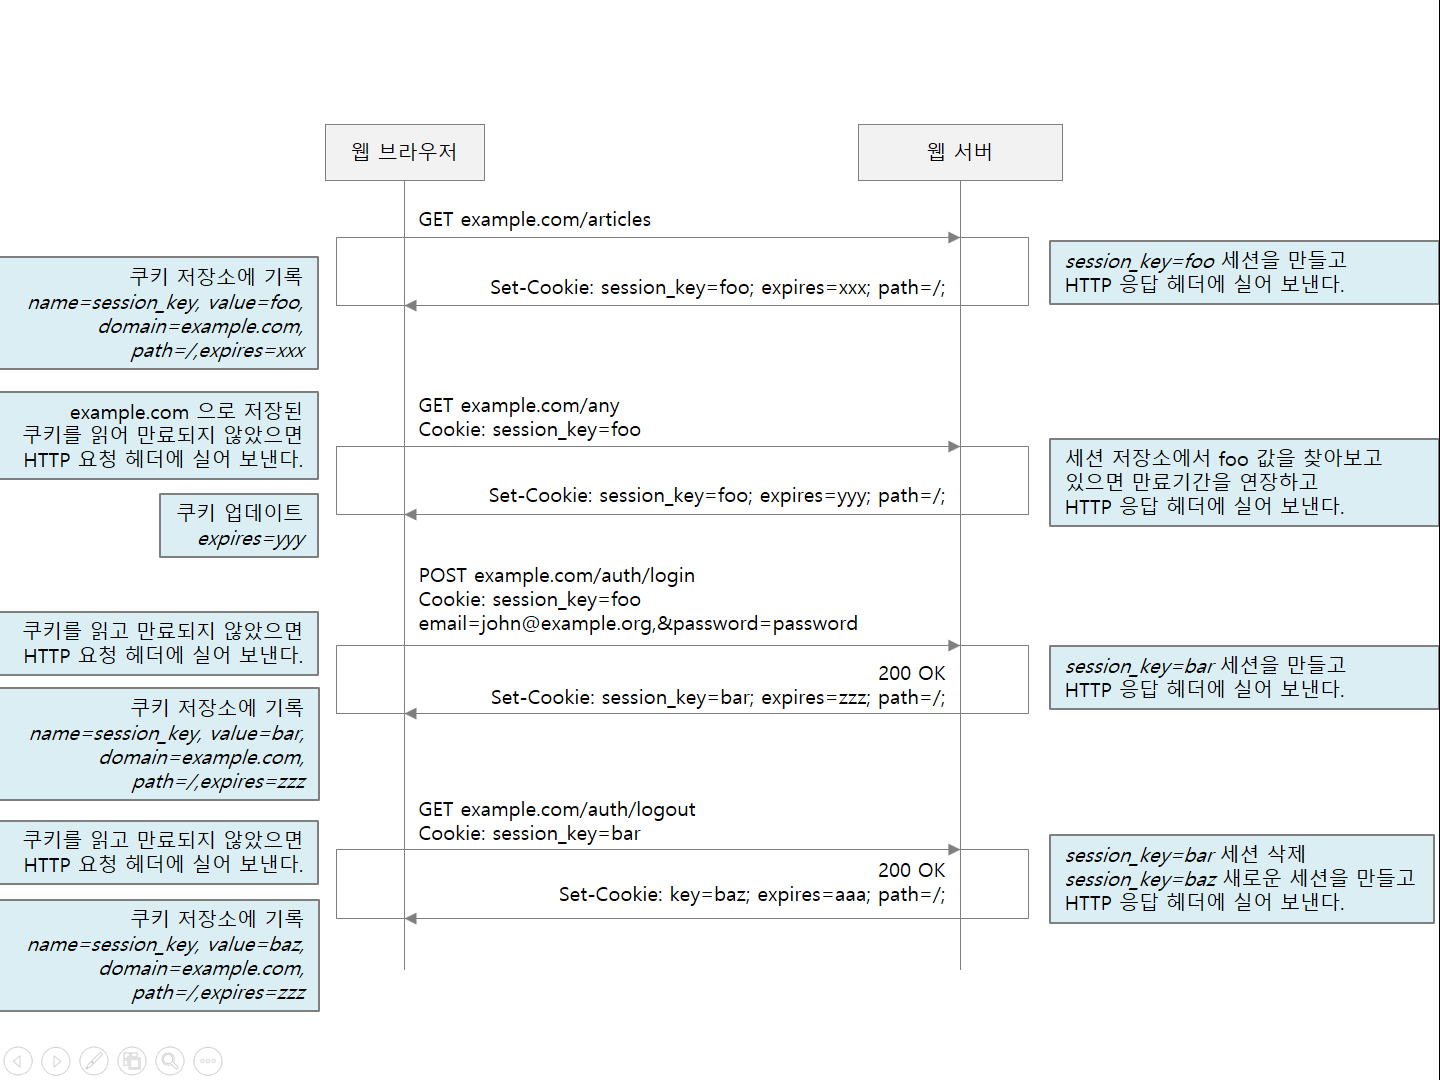 웹 브라우저
웹 서버
GET example.com/articles
쿠키 저장소에 기록
name=session_key, value=foo,
domain=example.com,
path=/,expires=xxx
Set-Cookie: session_key=foo; expires=xxx; path=/;
session_key=foo 세션을 만들고
HTTP 응답 헤더에 실어 보낸다.
example.com 으로 저장된
쿠키를 읽어 만료되지 않았으면
HTTP 요청 헤더에 실어 보낸다.
GET example.com/any
Cookie: session_key=foo
세션 저장소에서 foo 값을 찾아보고
있으면 만료기간을 연장하고
HTTP 응답 헤더에 실어 보낸다.
Set-Cookie: session_key=foo; expires=yyy; path=/;
쿠키 업데이트
expires=yyy
POST example.com/auth/login
Cookie: session_key=foo
email=john@example.org,&password=password
쿠키를 읽고 만료되지 않았으면
HTTP 요청 헤더에 실어 보낸다.
200 OK
Set-Cookie: session_key=bar; expires=zzz; path=/;
session_key=bar 세션을 만들고
HTTP 응답 헤더에 실어 보낸다.
쿠키 저장소에 기록
name=session_key, value=bar,
domain=example.com,
path=/,expires=zzz
GET example.com/auth/logout
Cookie: session_key=bar
쿠키를 읽고 만료되지 않았으면
HTTP 요청 헤더에 실어 보낸다.
200 OK
Set-Cookie: key=baz; expires=aaa; path=/;
session_key=bar 세션 삭제
session_key=baz 새로운 세션을 만들고
HTTP 응답 헤더에 실어 보낸다.
쿠키 저장소에 기록
name=session_key, value=baz,
domain=example.com,
path=/,expires=zzz